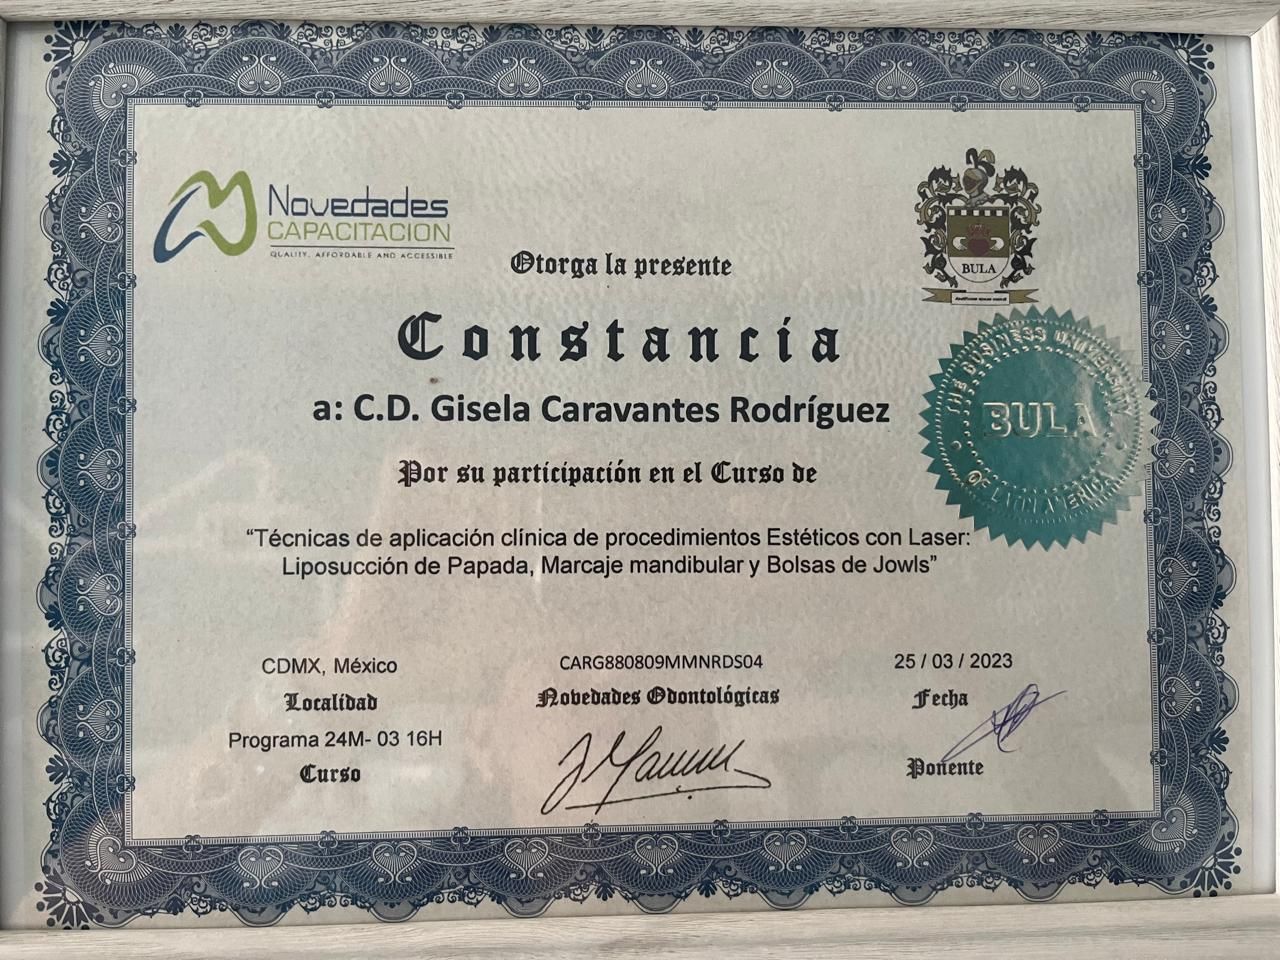 Novedades
CAPACITACION
QUALITY, AFFORDABLE AND ACCESSIBLE
BULA
Otorga la presente
Constancia
a: C.D. Gisela Caravantes Rodríguez
THE BUSINESS UNIVERSITY
BULA
OF LATIN AMERICA
Por su participación en el Curso de
“Técnicas de aplicación clínica de procedimientos Estéticos con Laser:
Liposucción de Papada, Marcaje mandibular y Bolsas de Jowls”
CDMX, México
Localidad
Programa 24M- 03 16H
Curso
CARG880809MMNRDS04
Novedades Odontológicas
25 / 03 / 2023
Fecha
Ponente